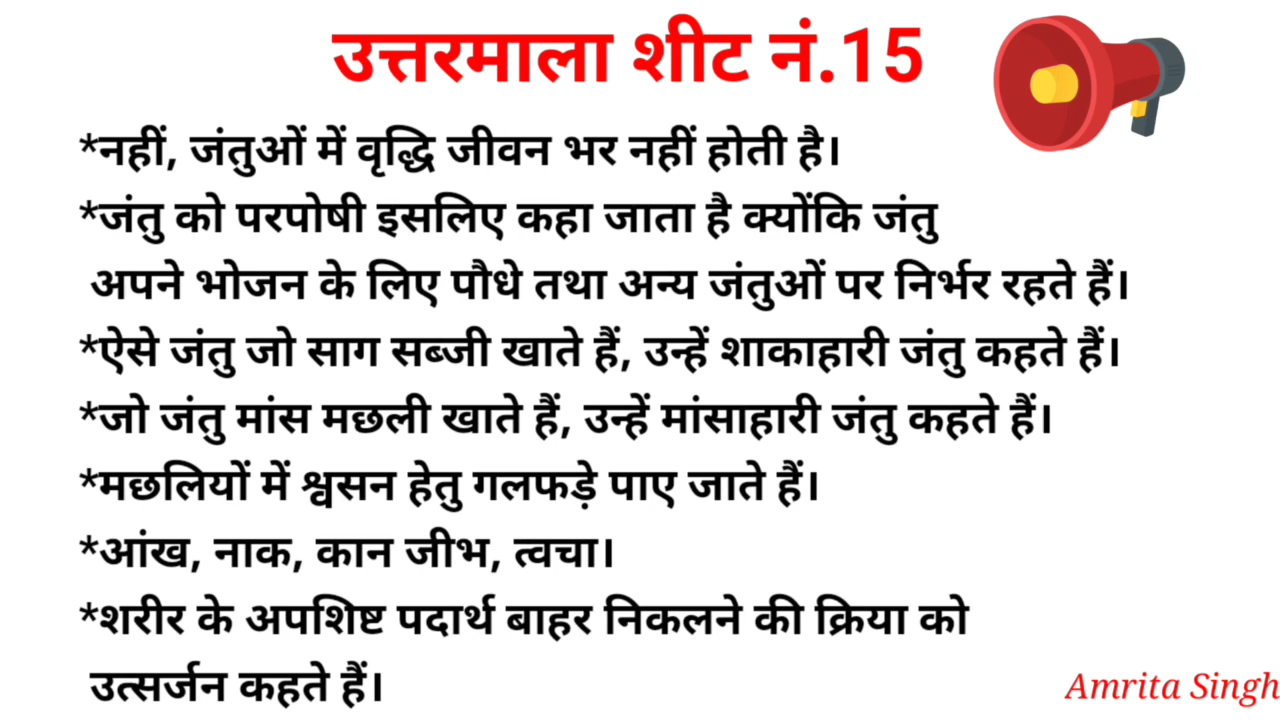 उत्तरमाला शीट नं.15
*नहीं, जंतुओं में वृद्धि जीवन भर नहीं होती है।
*जंतु को परपोषी इसलिए कहा जाता है क्योंकि जंतु
अपने भोजन के लिए पौधे तथा अन्य जंतुओं पर निर्भर रहते हैं।
*ऐसे जंतु जो साग सब्जी खाते हैं, उन्हें शाकाहारी जंतु कहते हैं।
*जो जंतु मांस मछली खाते हैं, उन्हें मांसाहारी जंतु कहते हैं।
*मछलियों में श्वसन हेतु गलफड़े पाए जाते हैं।
*आंख, नाक, कान जीभ, त्वचा।
*शरीर के अपशिष्ट पदार्थ बाहर निकलने की क्रिया को
उत्सर्जन कहते हैं।
Amrita Singh